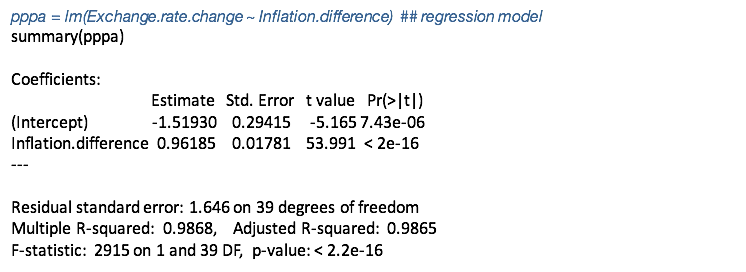 pppa = lm(Exchange.rate.change ~ Inflation.difference) ## regression model
summary(pppa)
Coefficients:
Estimate Std. Error t value Pr(>|t|)
(Intercept) -1.51930 0.29415 -5.165 7.43e-06
Inflation.difference 0.96185 0.01781 53.991 < 2e-16
---
Residual standard error: 1.646 on 39 degrees of freedom
Multiple R-squared: 0.9868, Adjusted R-squared: 0.9865
F-statistic: 2915 on 1 and 39 DF, p-value: < 2.2e-16